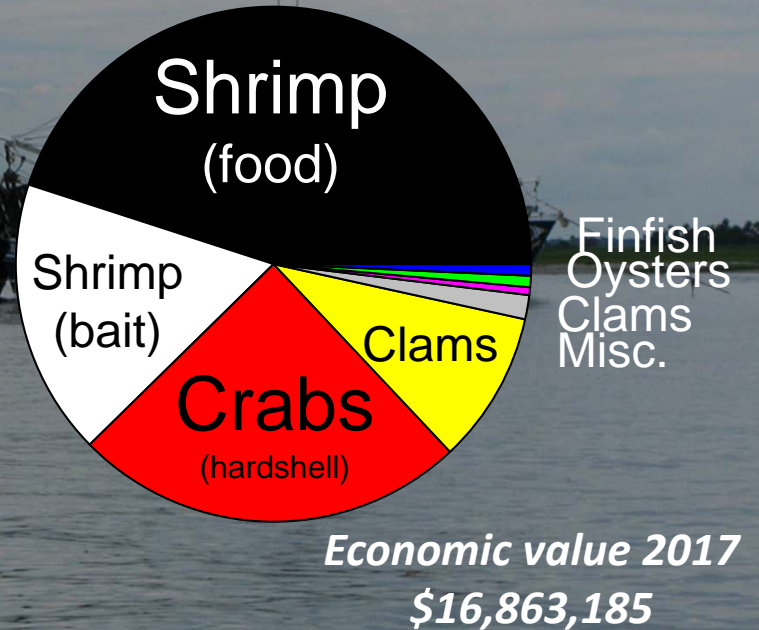 Shrimp
(food)
Shrimp
(bait)
Crabs
(hardshell)
Clams
Finfish
Oysters
Clams
Misc.
Economic value 2017
$16,863,185